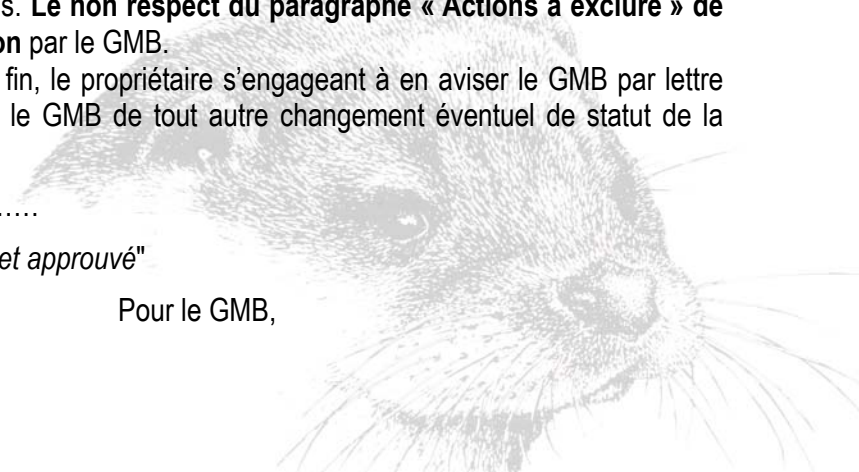 s. Le non respect du paragraphe « Actions à exclure » de
on par le GMB.
fin, le propriétaire s’engageant à en aviser le GMB par lettre
le GMB de tout autre changement éventuel de statut de la
…..
et approuvé"
Pour le GMB,